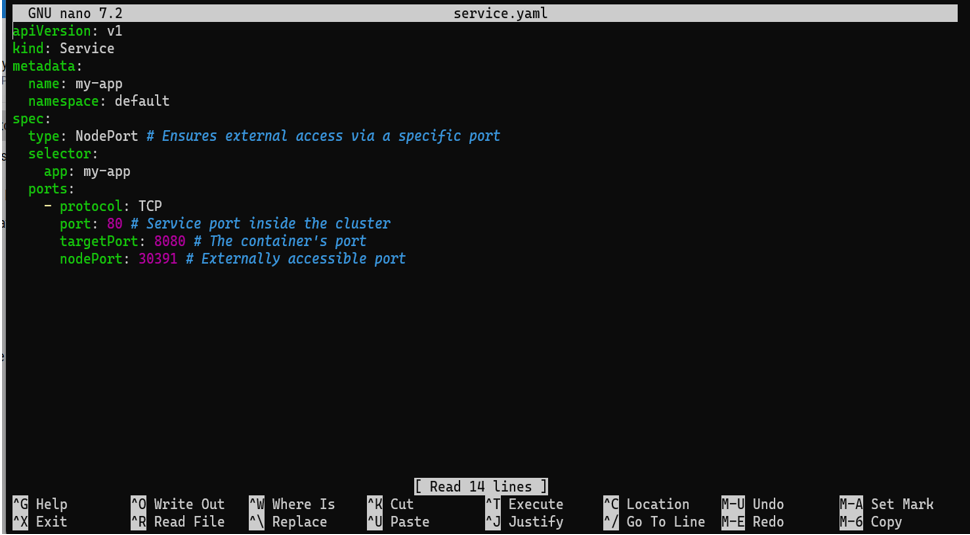 GNU nano 7.2 service.yaml
apiVersion: v1
kind: Service
metadata:
  name: my-app
  namespace: default
spec:
  type: NodePort # Ensures external access via a specific port
  selector:
    app: my-app
  ports:
    - protocol: TCP
      port: 80 # Service port inside the cluster
      targetPort: 8080 # The container's port
      nodePort: 30391 # Externally accessible port
[ Read 14 lines ]
^G Help ^O Write Out ^W Where Is ^K Cut ^T Execute ^C Location M-U Undo M-A Set Mark
^X Exit ^R Read File ^\ Replace ^U Paste ^J Justify ^/ Go To Line M-E Redo M-6 Copy